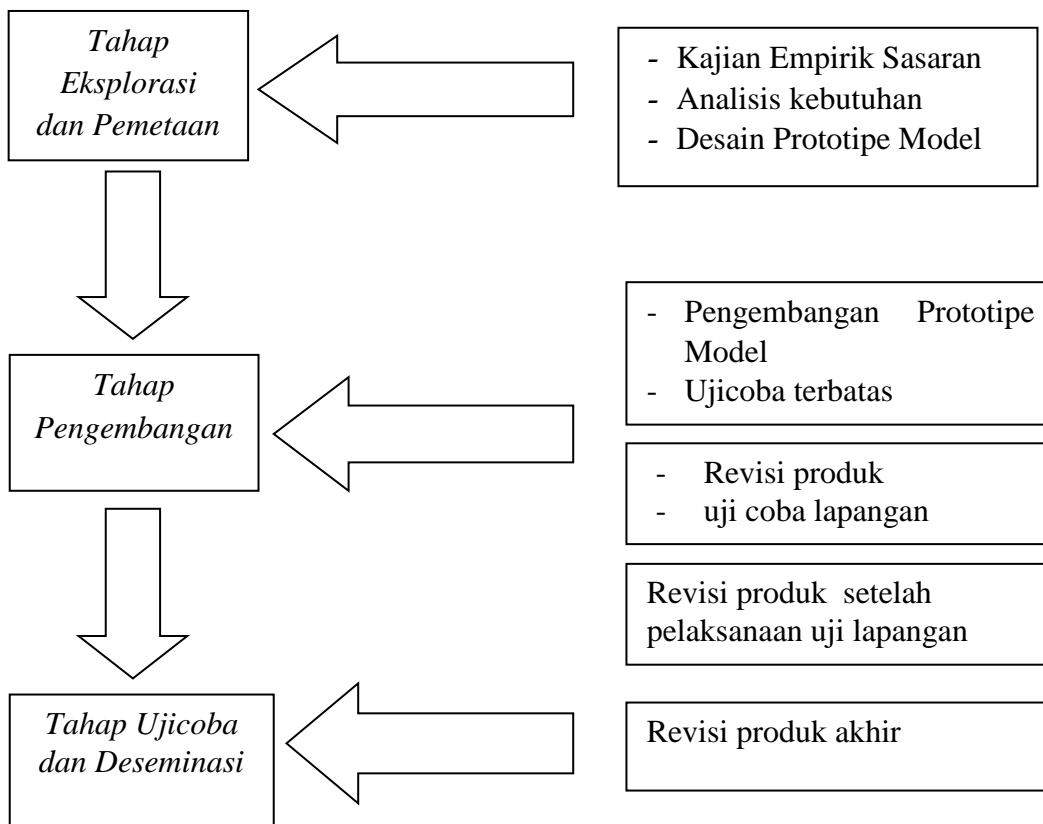 Tahap
Eksplorasi
dan Pemetaan
- Kajian Empirik Sasaran
- Analisis kebutuhan
- Desain Prototipe Model
Tahap
Pengembangan
- Pengembangan Prototipe
Model
- Ujicoba terbatas
- Revisi produk
- uji coba lapangan
Revisi produk setelah
pelaksanaan uji lapangan
Tahap Ujicoba
dan Deseminasi
Revisi produk akhir